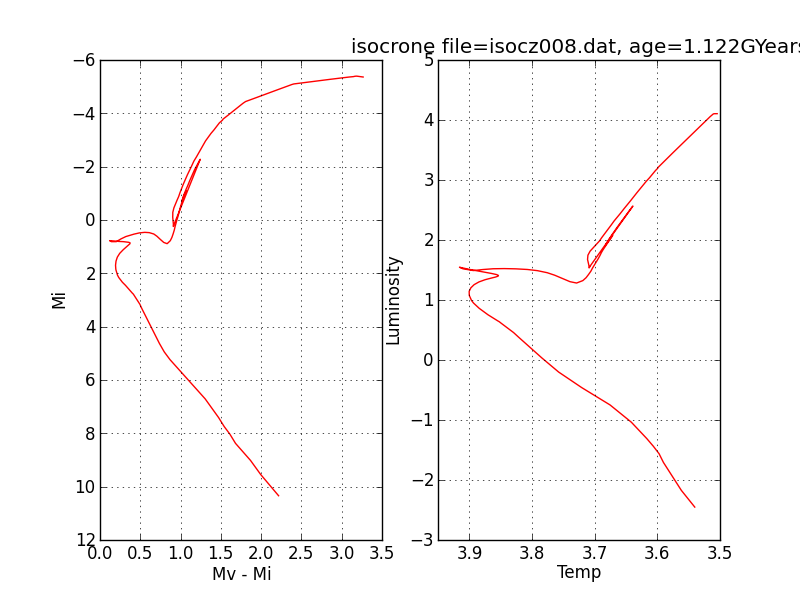 isocrone file=isocz008.dat, age=1.122GYears
−6
−4
−2
0
2
4
6
8
10
12
Mi
0.0 0.5 1.0 1.5 2.0 2.5 3.0 3.5
Mv - Mi
5
4
3
2
1
0
−1
−2
−3
Luminosity
3.9 3.8 3.7 3.6 3.5
Temp